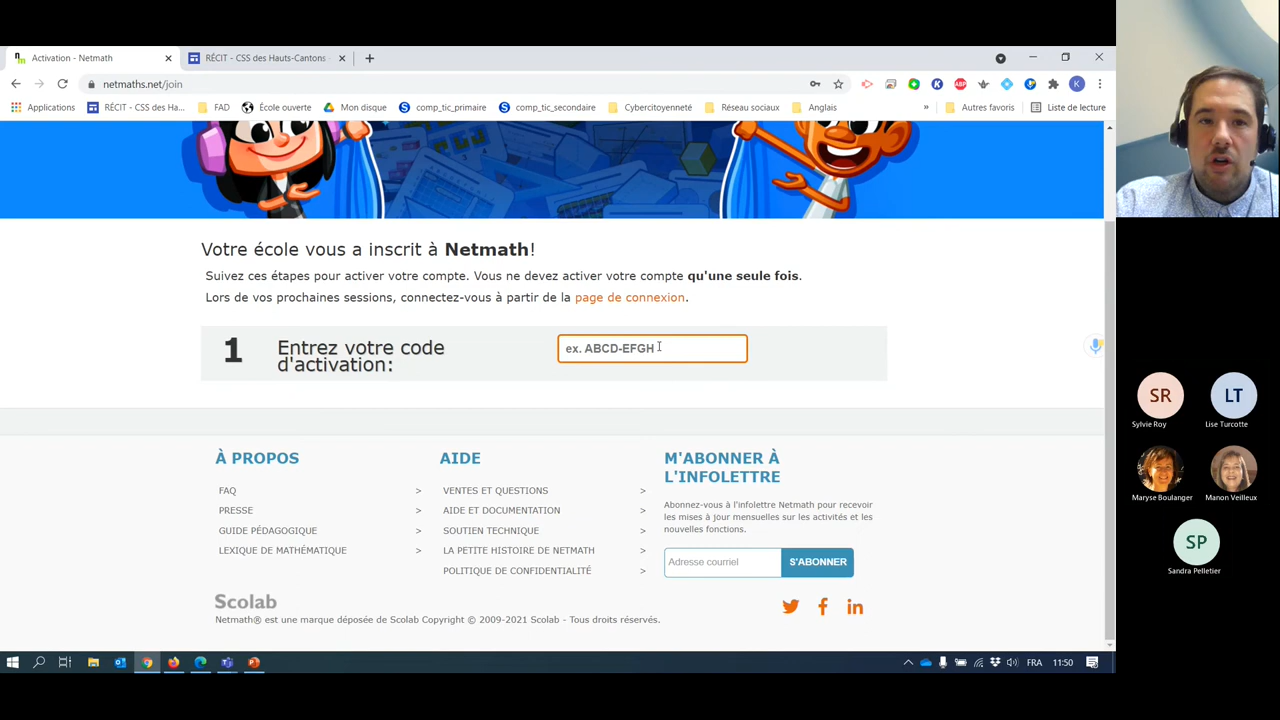 Activation - Netmath
RÉCIT - CSS des Hauts-Cantons
netmaths.net/join
K
Applications
RÉCIT - CSS des Ha...
FAD
École ouverte
Mon disque
comp_tic_primaire
comp_tic_secondaire
Cybercitoyenneté
Réseau sociaux
Anglais
»
Autres favoris
Liste de lecture
Votre école vous a inscrit à Netmath!
Suivez ces étapes pour activer votre compte. Vous ne devez activer votre compte qu'une seule fois.
Lors de vos prochaines sessions, connectez-vous à partir de la page de connexion.
1
Entrez votre code
d'activation:
ex. ABCD-EFGH
À PROPOS
FAQ >
PRESSE >
GUIDE PÉDAGOGIQUE >
LEXIQUE DE MATHÉMATIQUE >
AIDE
VENTES ET QUESTIONS >
AIDE ET DOCUMENTATION >
SOUTIEN TECHNIQUE >
LA PETITE HISTOIRE DE NETMATH >
POLITIQUE DE CONFIDENTIALITÉ >
M'ABONNER À
L'INFOLETTRE
Abonnez-vous à l'infolettre Netmath pour recevoir
les mises à jour mensuelles sur les activités et les
nouvelles fonctions.
Adresse courriel
S'ABONNER
Scolab
Netmath® est une marque déposée de Scolab Copyright © 2009-2021 Scolab - Tous droits réservés.
FRA
11:50
SR
Sylvie Roy
LT
Lise Turcotte
Maryse Boulanger
Manon Veilleux
SP
Sandra Pelletier